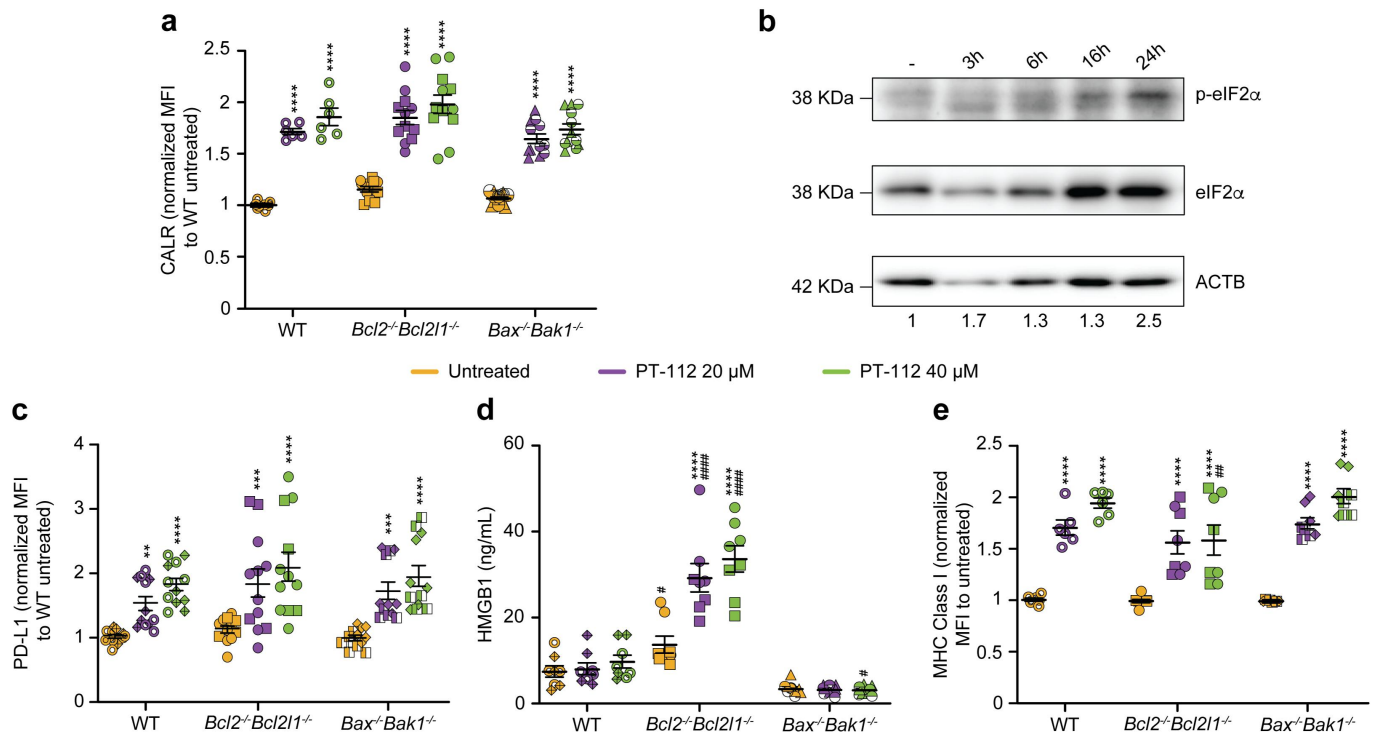 a
CALR (normalized MFI
to WT untreated)
2.5
2
1.5
1
0.5
0
****
****
****
****
****
****
WT
Bcl2-/-Bcl2l1-/-
Bax-/-Bak1-/-
b
- 3h 6h 16h 24h
38 KDa
p-eIF2α
38 KDa
eIF2α
42 KDa
ACTB
1 1.7 1.3 1.3 2.5
Untreated
PT-112 20 µM
PT-112 40 µM
c
PD-L1 (normalized MFI
to WT untreated)
4
3
2
1
0
**
****
***
****
***
****
WT
Bcl2-/-Bcl2l1-/-
Bax-/-Bak1-/-
d
HMGB1 (ng/mL)
60
40
20
0
#
****
####
****
####
#
WT
Bcl2-/-Bcl2l1-/-
Bax-/-Bak1-/-
e
MHC Class I (normalized
MFI to untreated)
2.5
2
1.5
1
0.5
0
****
****
****
****
##
****
****
WT
Bcl2-/-Bcl2l1-/-
Bax-/-Bak1-/-